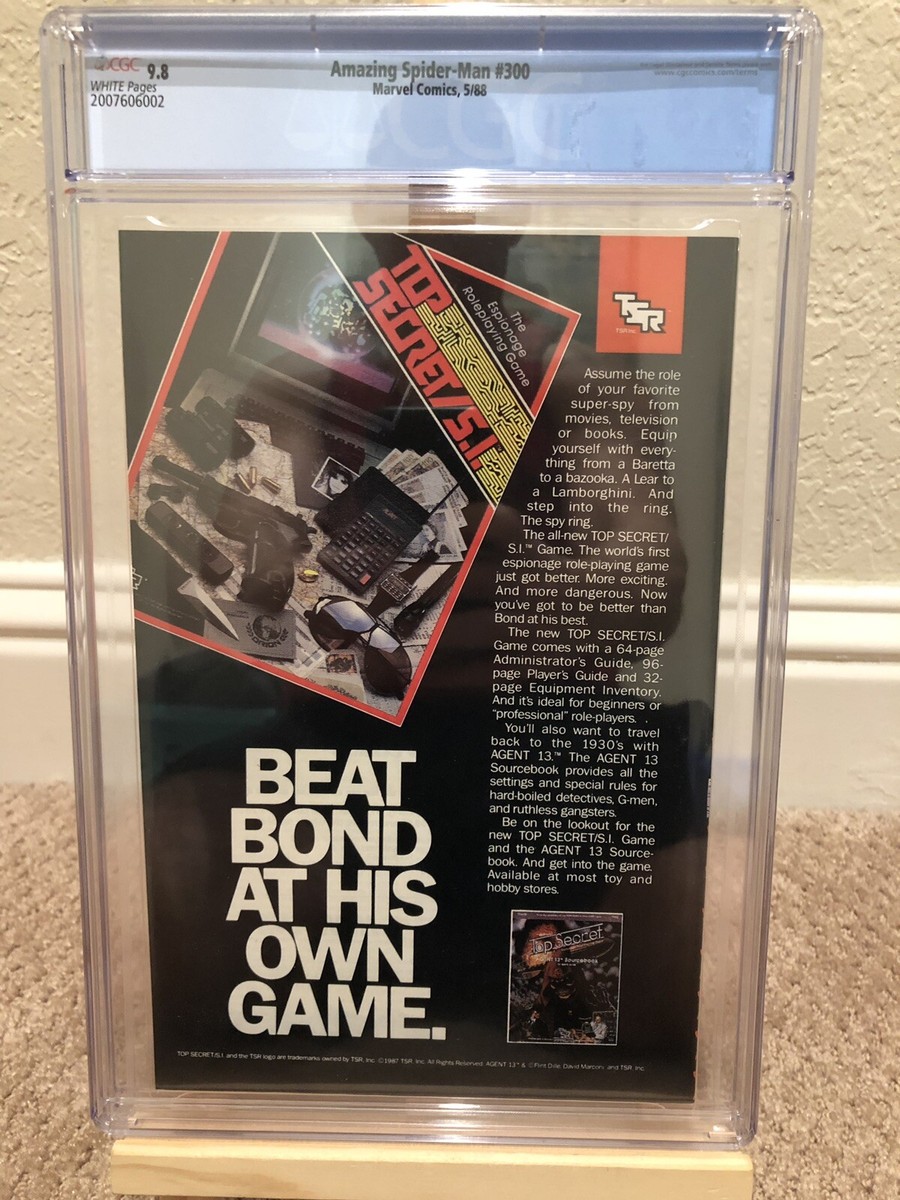 CGC 9.8
WHITE Pages
2007606002
Amazing Spider-Man #300
Marvel Comics, 5/88
www.cgccomics.com/terms
CGC
TOP
SECRET/S.I.
The
Espionage
Roleplaying Game
TSR
TSR Inc.
Assume the role
of your favorite
super-spy from
movies, television
or books. Equip
yourself with every-
thing from a Baretta
to a bazooka. A Lear to
a Lamborghini. And
step into the ring.
The spy ring.
The all-new TOP SECRET/
S.I.™ Game. The world's first
espionage role-playing game
just got better. More exciting.
And more dangerous. Now
you've got to be better than
Bond at his best.
The new TOP SECRET/S.I.
Game comes with a 64-page
Administrator's Guide, 96-
page Player's Guide and 32-
page Equipment Inventory.
And it's ideal for beginners or
"professional" role-players.
You'll also want to travel
back to the 1930's with
AGENT 13.™ The AGENT 13
Sourcebook provides all the
settings and special rules for
hard-boiled detectives, G-men,
and ruthless gangsters.
Be on the lookout for the
new TOP SECRET/S.I. Game
and the AGENT 13 Source-
book. And get into the game.
Available at most toy and
hobby stores.
BEAT
BOND
AT HIS
OWN
GAME.
Top Secret
AGENT 13™ Sourcebook
TOP SECRET/S.I. and the TSR logo are trademarks owned by TSR, Inc. ©1987 TSR, Inc. All Rights Reserved. AGENT 13™ & ©Flint Dille, David Marconi, and TSR, Inc.